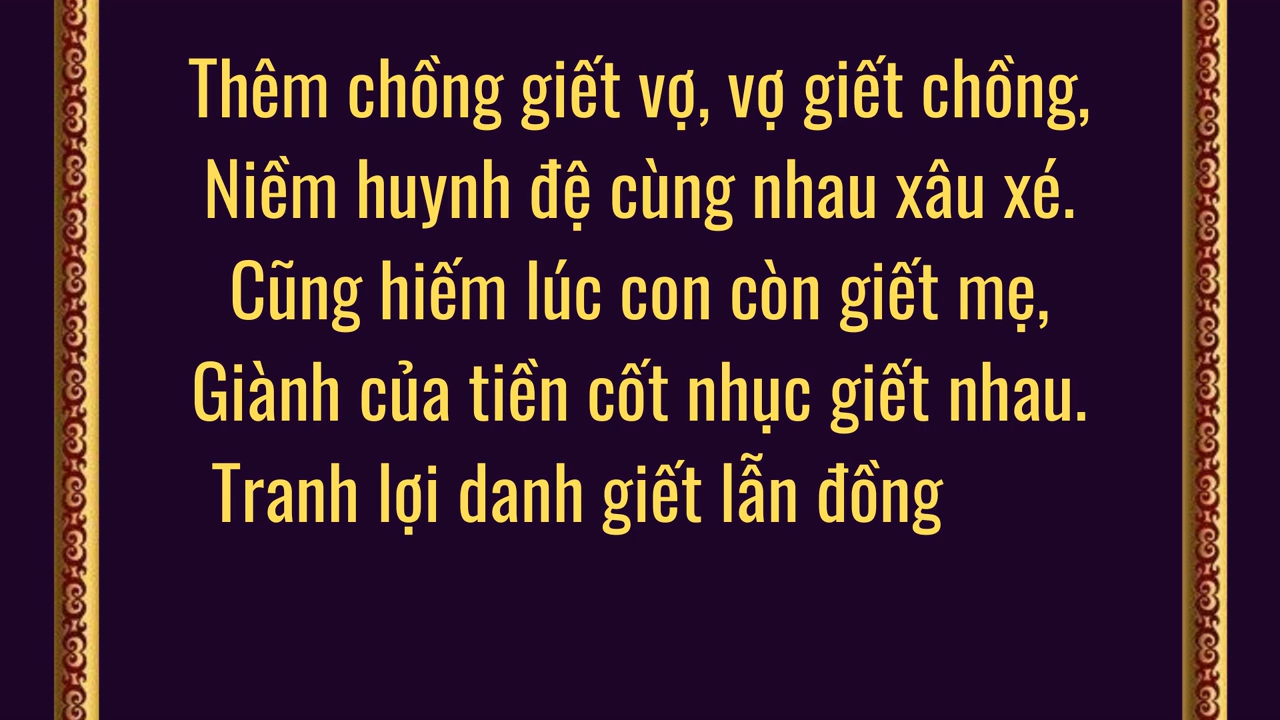 Thêm chồng giết vợ, vợ giết chồng,
Niềm huynh đệ cùng nhau xâu xé.
Cũng hiếm lúc con còn giết mẹ,
Giành của tiền cốt nhục giết nhau.
Tranh lợi danh giết lẫn đồng